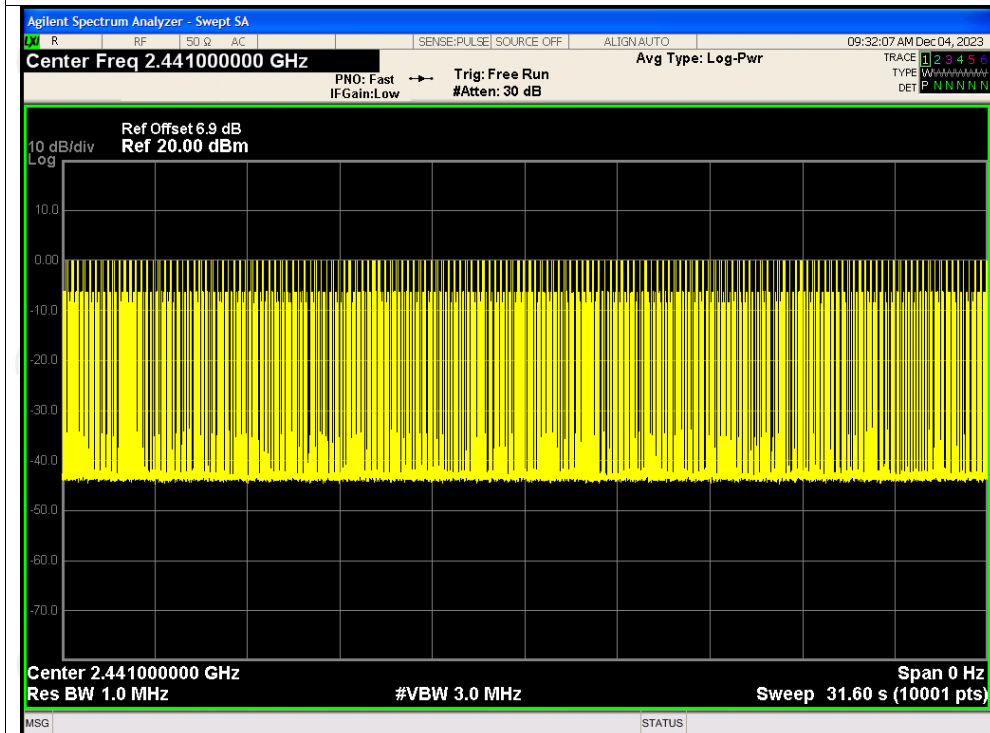 Agilent Spectrum Analyzer - Swept SA
LXI R RF 50 Ω AC SENSE:PULSE SOURCE OFF ALIGN AUTO 09:32:07 AM Dec 04, 2023
Center Freq 2.441000000 GHz Avg Type: Log-Pwr TRACE 1 2 3 4 5 6
PNO: Fast Trig: Free Run TYPE W
IFGain:Low #Atten: 30 dB DET P N N N N N
Ref Offset 6.9 dB
10 dB/div Ref 20.00 dBm
Log
10.0
0.00
-10.0
-20.0
-30.0
-40.0
-50.0
-60.0
-70.0
Center 2.441000000 GHz Span 0 Hz
Res BW 1.0 MHz #VBW 3.0 MHz Sweep 31.60 s (10001 pts)
MSG STATUS